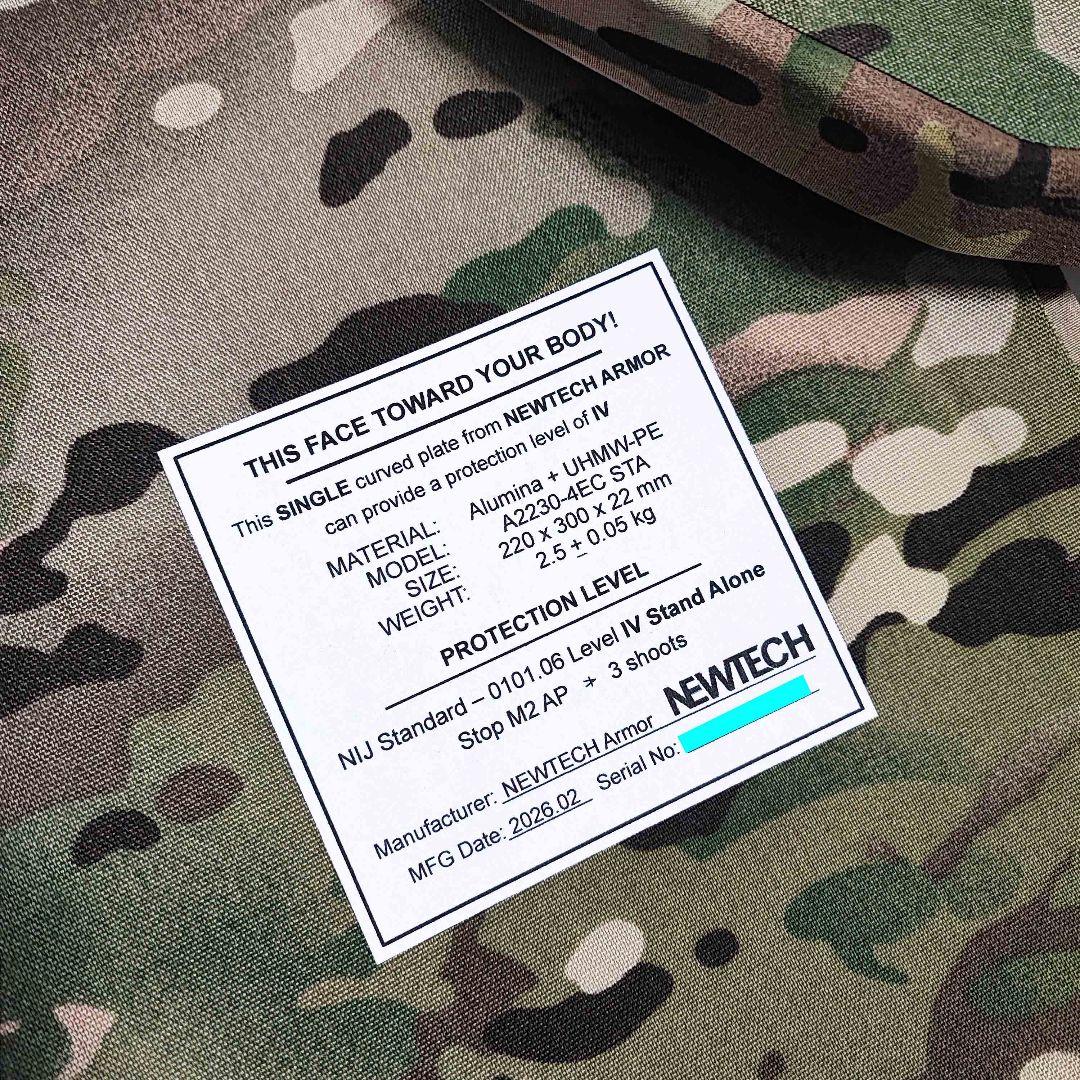 THIS FACE TOWARD YOUR BODY!
This SINGLE curved plate from NEWTECH ARMOR
can provide a protection level of IV
MATERIAL: Alumina + UHMW-PE
MODEL: A2230-4EC STA
SIZE: 220 x 300 x 22 mm
WEIGHT: 2.5 ± 0.05 kg
PROTECTION LEVEL
NIJ Standard – 0101.06 Level IV Stand Alone
Stop M2 AP + 3 shoots
NEWTECH
Manufacturer: NEWTECH Armor
MFG Date: 2026.02 Serial No: